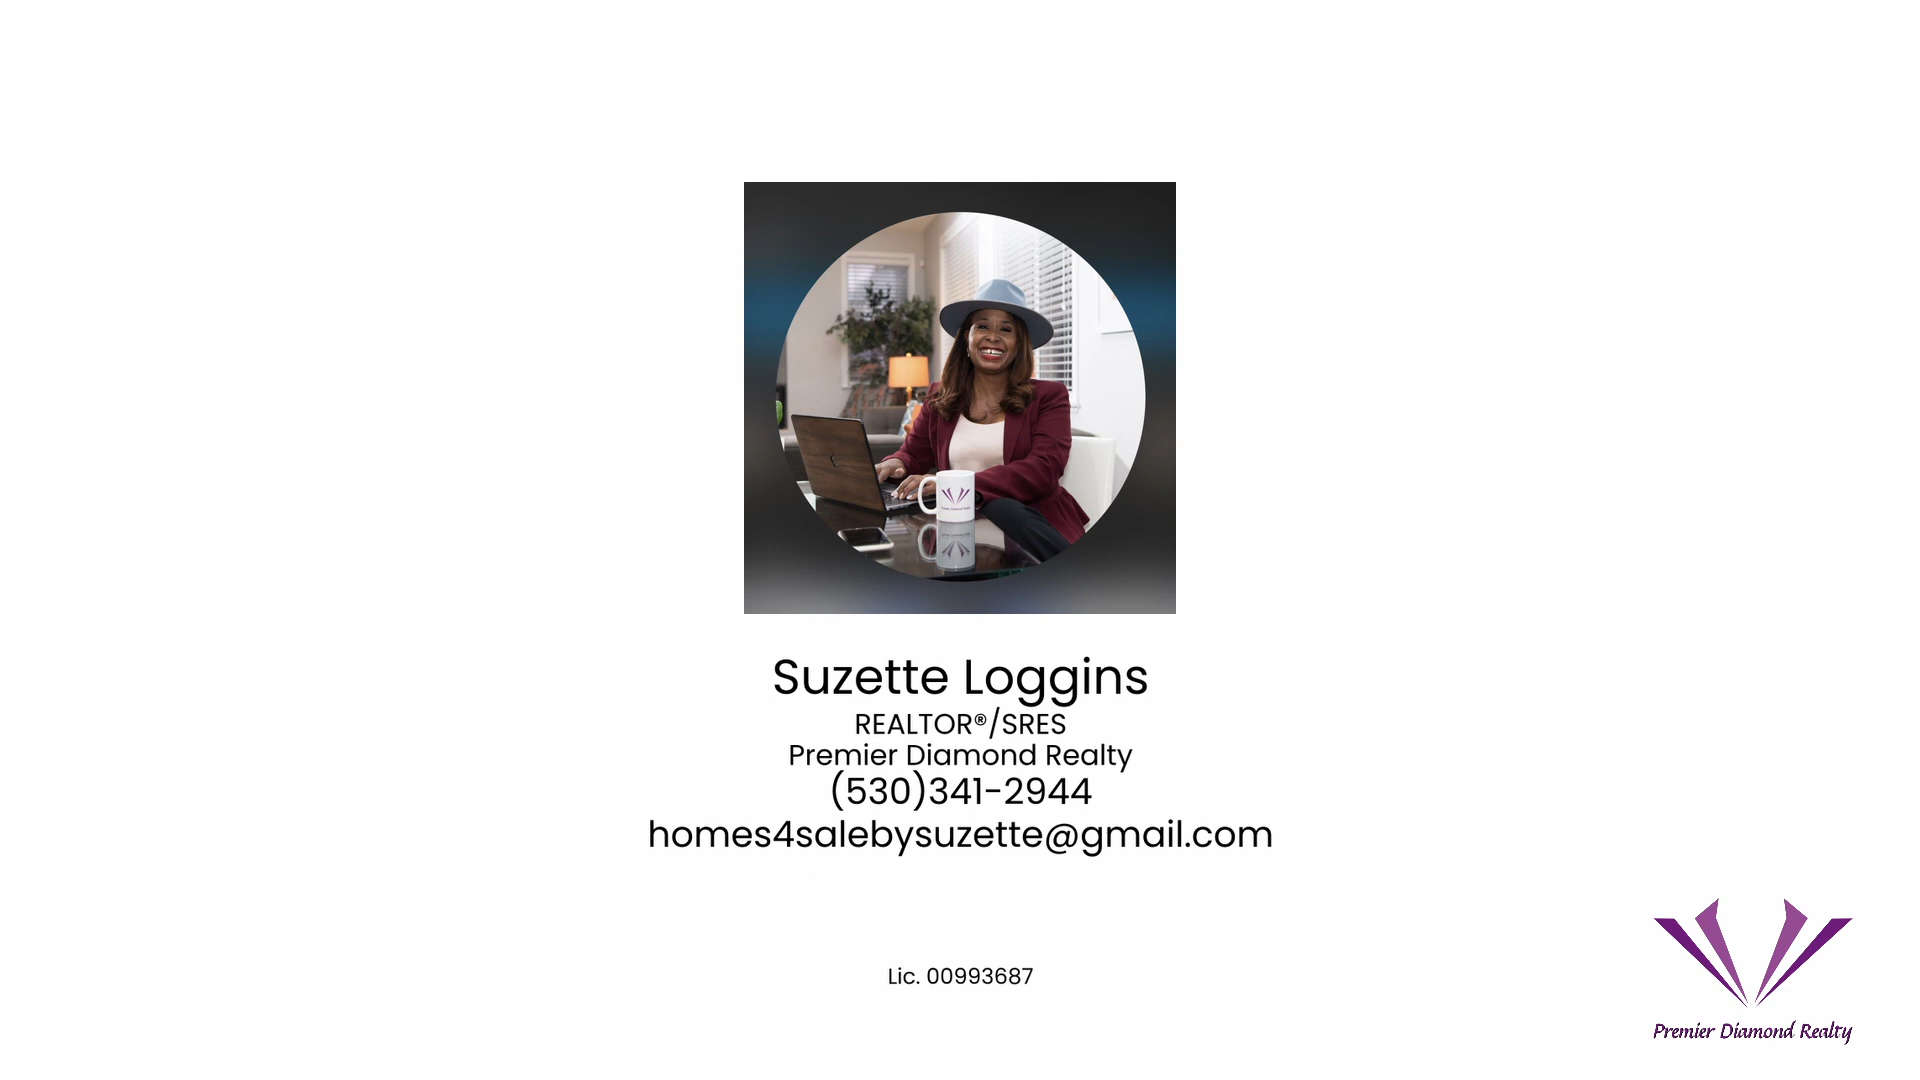 Suzette Loggins
REALTOR®/SRES
Premier Diamond Realty
(530)341-2944
homes4salebysuzette@gmail.com
Lic. 00993687
Premier Diamond Realty